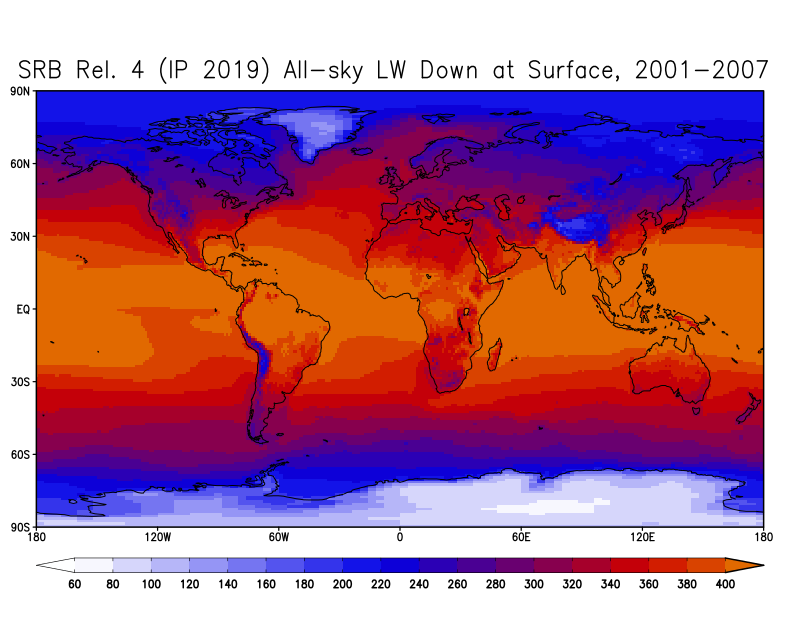 SRB Rel. 4 (IP 2019) All-sky LW Down at Surface, 2001-2007
90N
60N
30N
EQ
30S
60S
90S
180 120W 60W 0 60E 120E 180
60 80 100 120 140 160 180 200 220 240 260 280 300 320 340 360 380 400